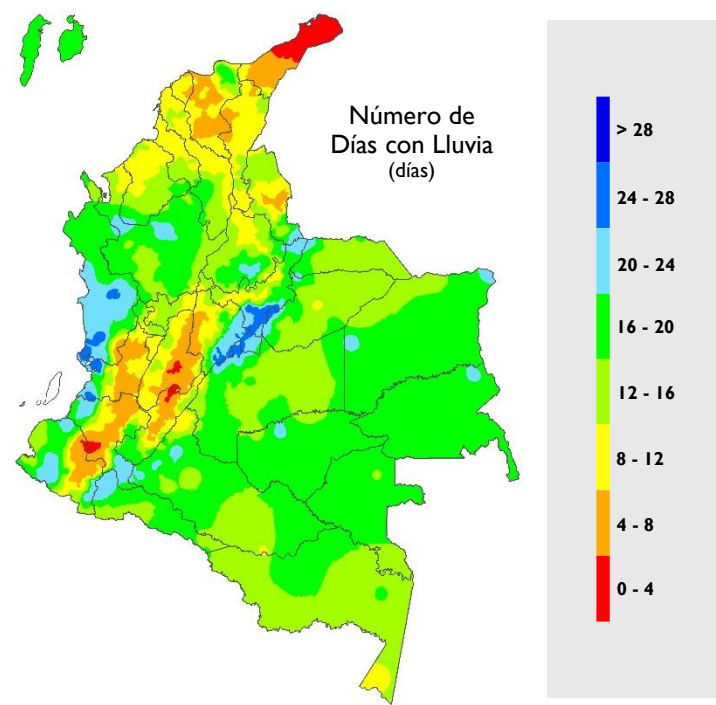 Número de
Días con Lluvia
(días)
> 28
24 - 28
20 - 24
16 - 20
12 - 16
8 - 12
4 - 8
0 - 4